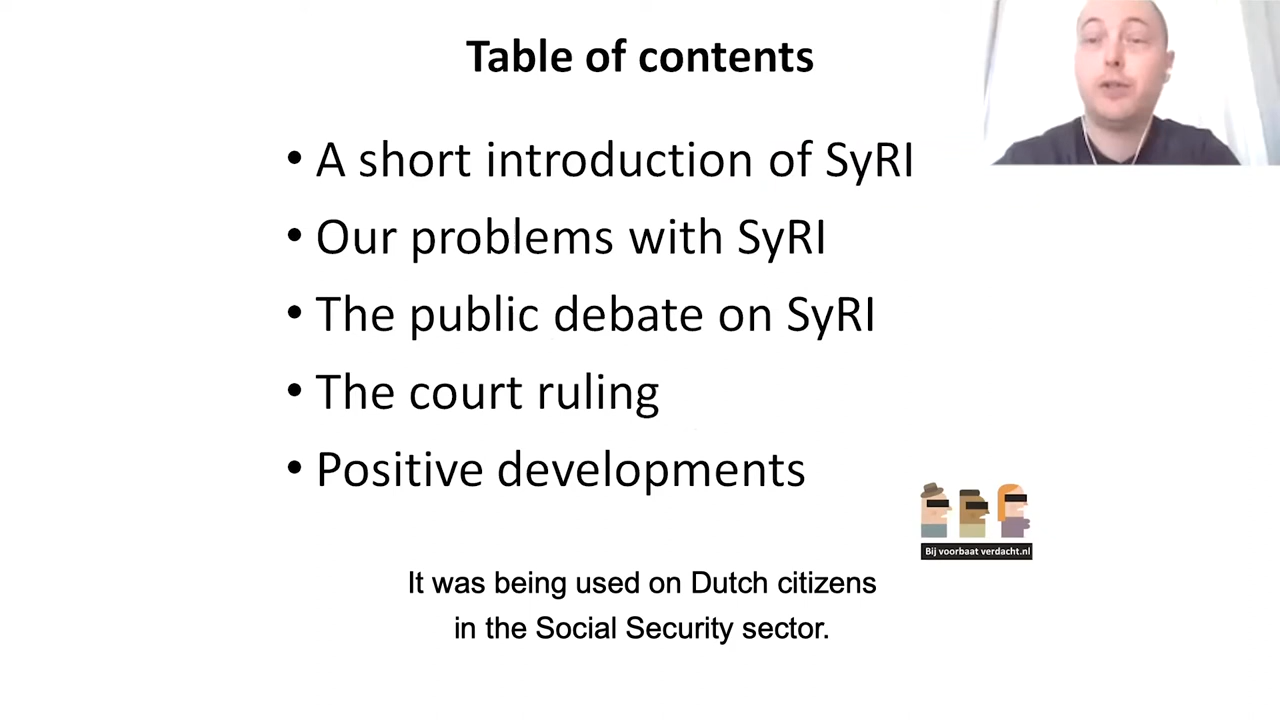 Table of contents
• A short introduction of SyRI
• Our problems with SyRI
• The public debate on SyRI
• The court ruling
• Positive developments
Bij voorbaat verdacht.nl
It was being used on Dutch citizens
in the Social Security sector.